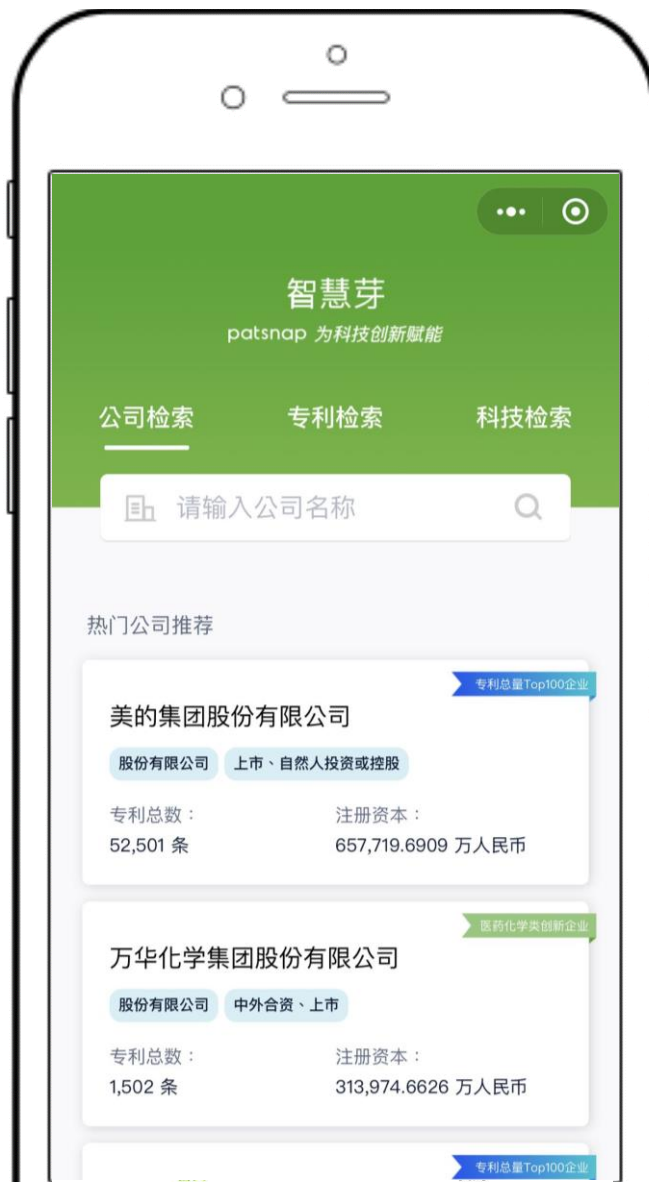 智慧芽
patsnap 为科技创新赋能
公司检索 专利检索 科技检索
请输入公司名称
热门公司推荐
专利总量Top100企业
美的集团股份有限公司
股份有限公司 上市、自然人投资或控股
专利总数： 注册资本：
52,501 条 657,719.6909 万人民币
医药化学类创新企业
万华化学集团股份有限公司
股份有限公司 中外合资、上市
专利总数： 注册资本：
1,502 条 313,974.6626 万人民币
专利总量Top100企业